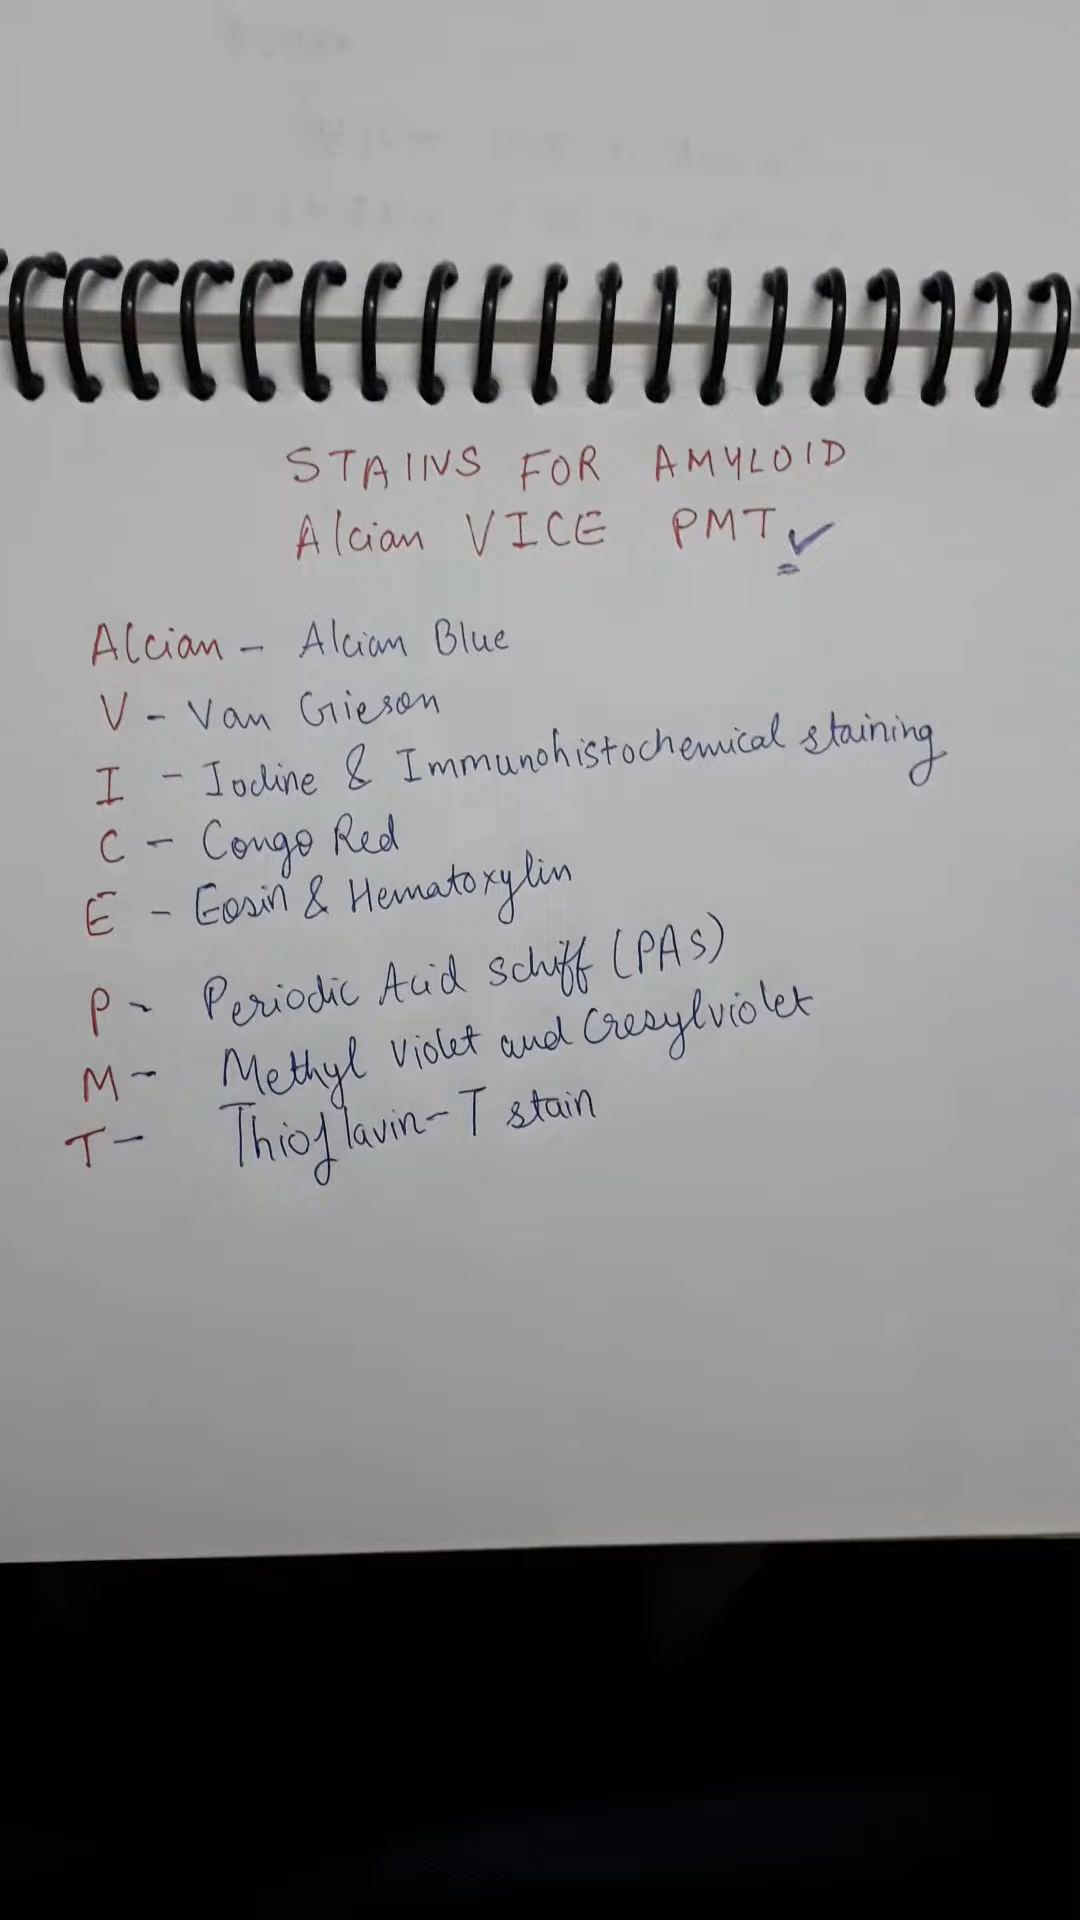 STAINS FOR AMYLOID
Alcian VICE PMT
Alcian - Alcian Blue
V - Van Gieson
I - Iodine & Immunohistochemical staining
C - Congo Red
E - Eosin & Hematoxylin
P - Periodic Acid Schiff (PAS)
M - Methyl Violet and Cresylviolet
T - Thioflavin-T stain